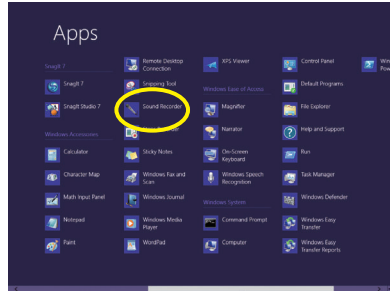 Apps
SnagIt 7
SnagIt 7
SnagIt Studio 7
Windows Accessories
Calculator
Character Map
Math Input Panel
Notepad
Paint
Remote Desktop
Connection
Snipping Tool
Sound Recorder
Sticky Notes
Windows Fax and
Scan
Windows Journal
Windows Media
Player
WordPad
XPS Viewer
Windows Ease of Access
Magnifier
Narrator
On-Screen
Keyboard
Windows Speech
Recognition
Windows System
Command Prompt
Computer
Control Panel
Default Programs
File Explorer
Help and Support
Run
Task Manager
Windows Defender
Windows Easy
Transfer
Windows Easy
Transfer Reports